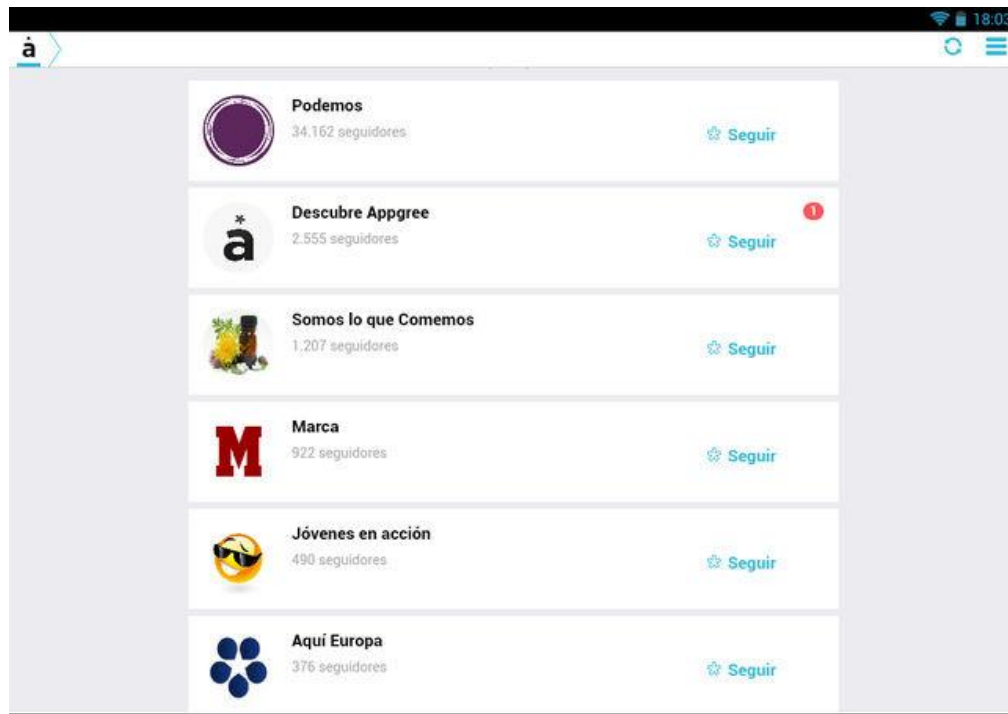 18:03
ȧ
Podemos
34.162 seguidores
Seguir
Descubre Appgree
1
2.555 seguidores
Seguir
a
Somos lo que Comemos
1.207 seguidores
Seguir
Marca
922 seguidores
Seguir
M
Jóvenes en acción
490 seguidores
Seguir
Aquí Europa
376 seguidores
Seguir